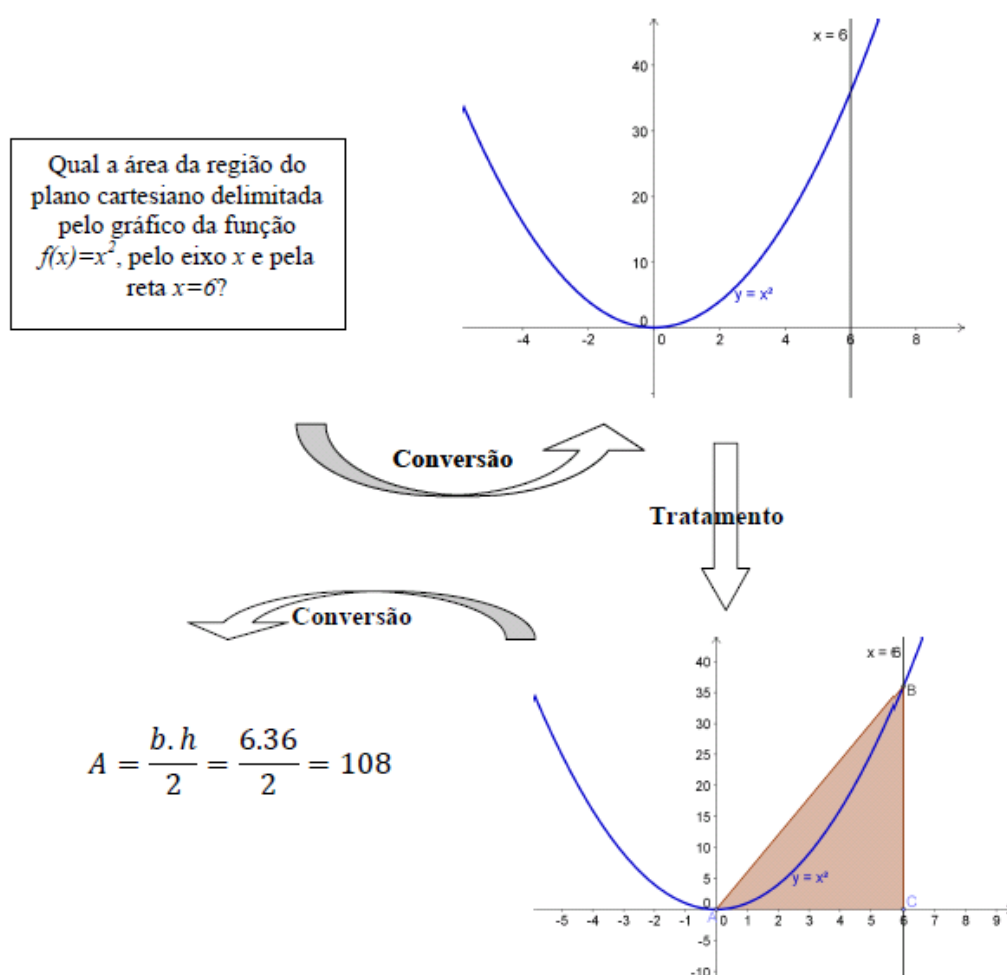 Qual a área da região do
plano cartesiano delimitada
pelo gráfico da função
f(x)=x², pelo eixo x e pela
reta x=6?
x = 6
40
30
20
10
0
y = x²
-4 -2 0 2 4 6 8
Conversão
Tratamento
Conversão
A = b.h/2 = 6.36/2 = 108
x = 6
40
B
35
30
25
20
15
10
5
y = x²
0
A C
-5 -4 -3 -2 -1 0 1 2 3 4 5 6 7 8 9
-5
-10